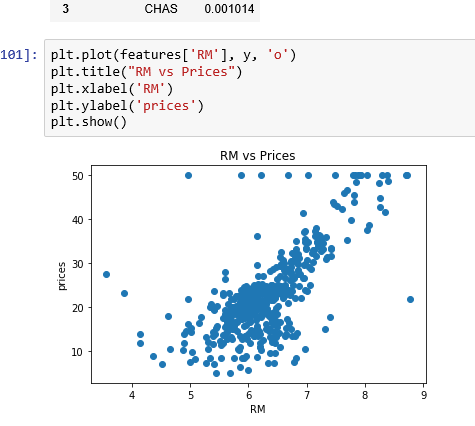 3 CHAS 0.001014
101]: plt.plot(features['RM'], y, 'o')
plt.title("RM vs Prices")
plt.xlabel('RM')
plt.ylabel('prices')
plt.show()
RM vs Prices
50
40
30
20
10
prices
4 5 6 7 8 9
RM